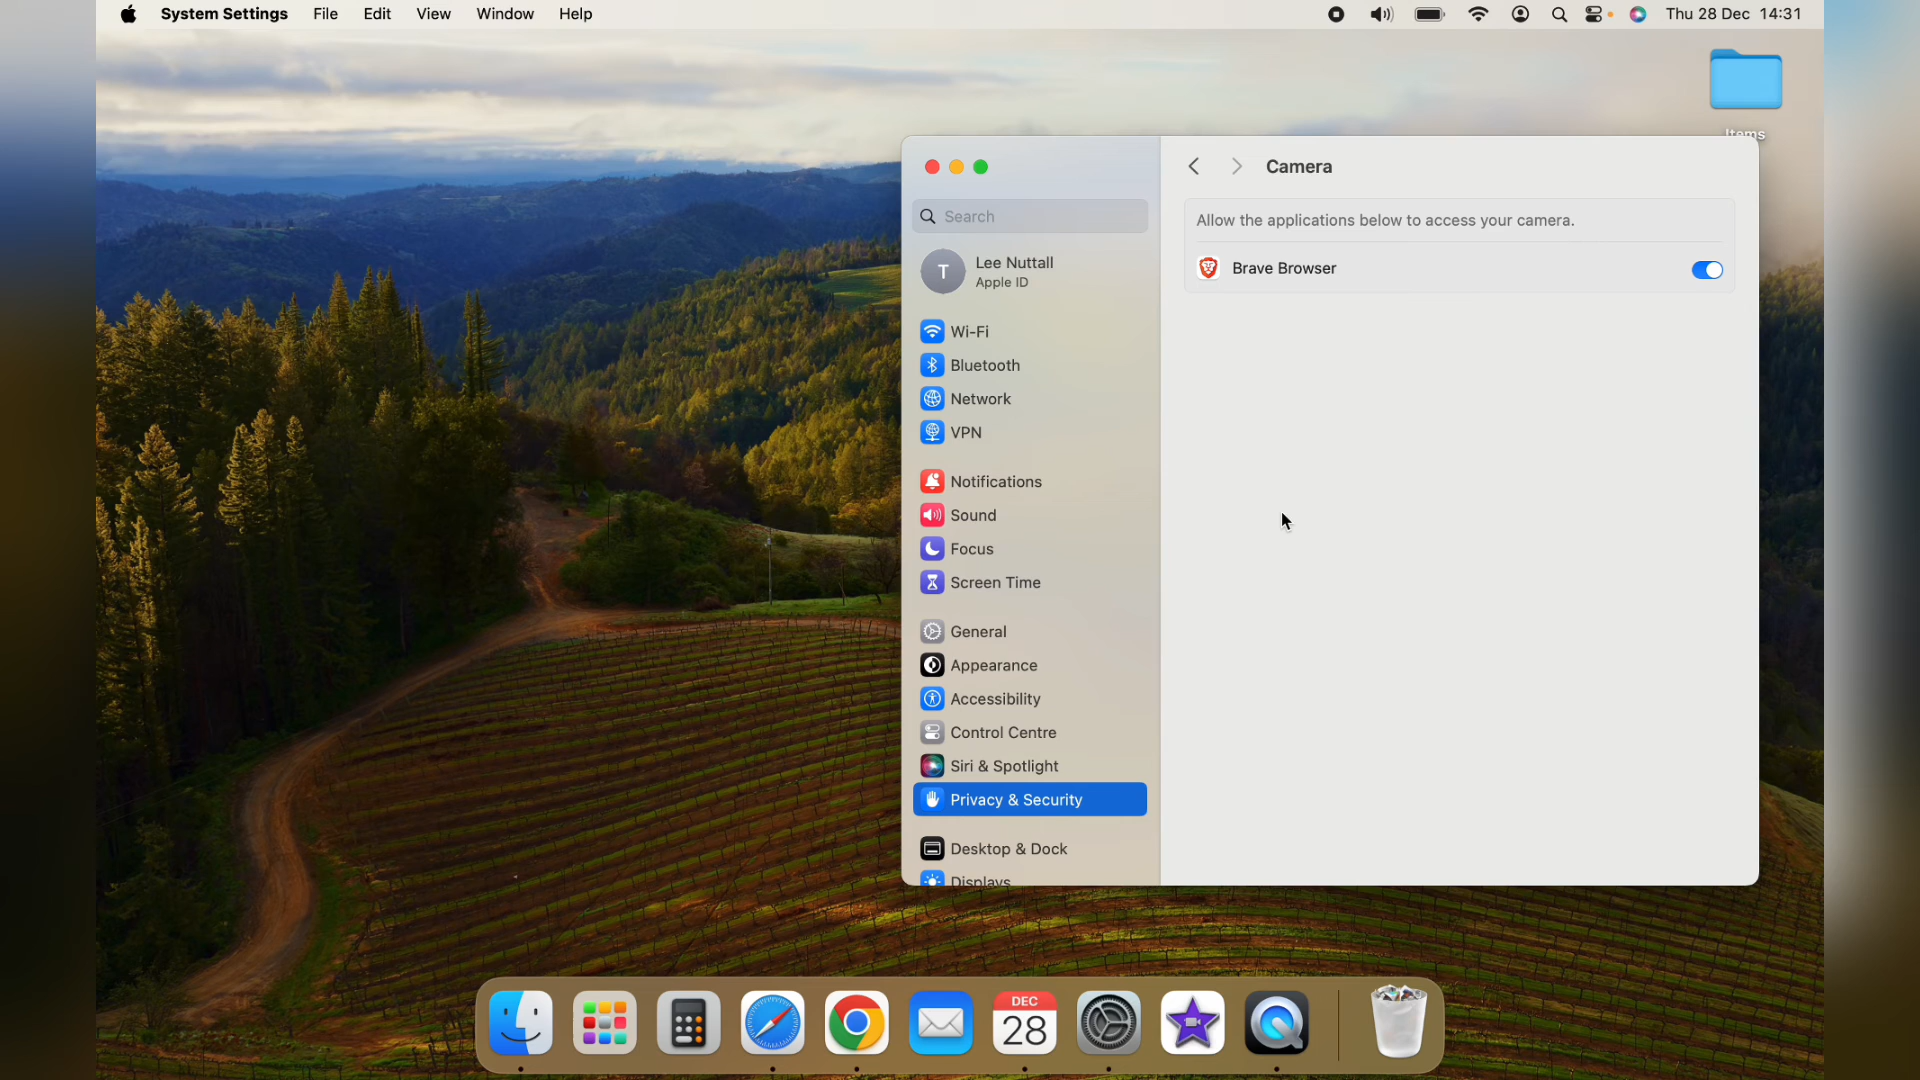 System Settings File Edit View Window Help Thu 28 Dec 14:31
Items
Camera
Search
Allow the applications below to access your camera.
T Lee Nuttall
Apple ID
Brave Browser
Wi-Fi
Bluetooth
Network
VPN
Notifications
Sound
Focus
Screen Time
General
Appearance
Accessibility
Control Centre
Siri & Spotlight
Privacy & Security
Desktop & Dock
Displays
DEC
28